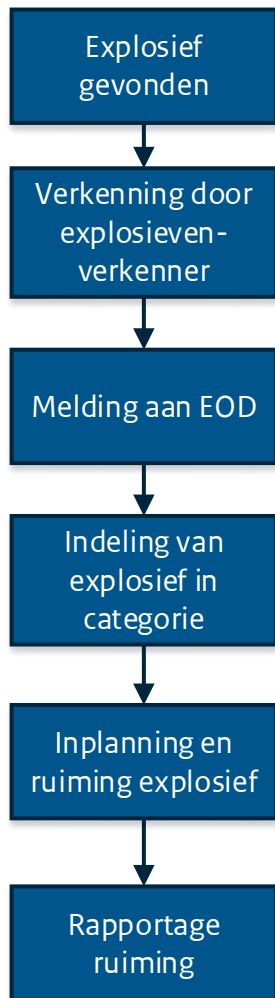 Explosief
gevonden
Verkenning door
explosieven-
verkenner
Melding aan EOD
Indeling van
explosief in
categorie
Inplanning en
ruiming explosief
Rapportage
ruiming